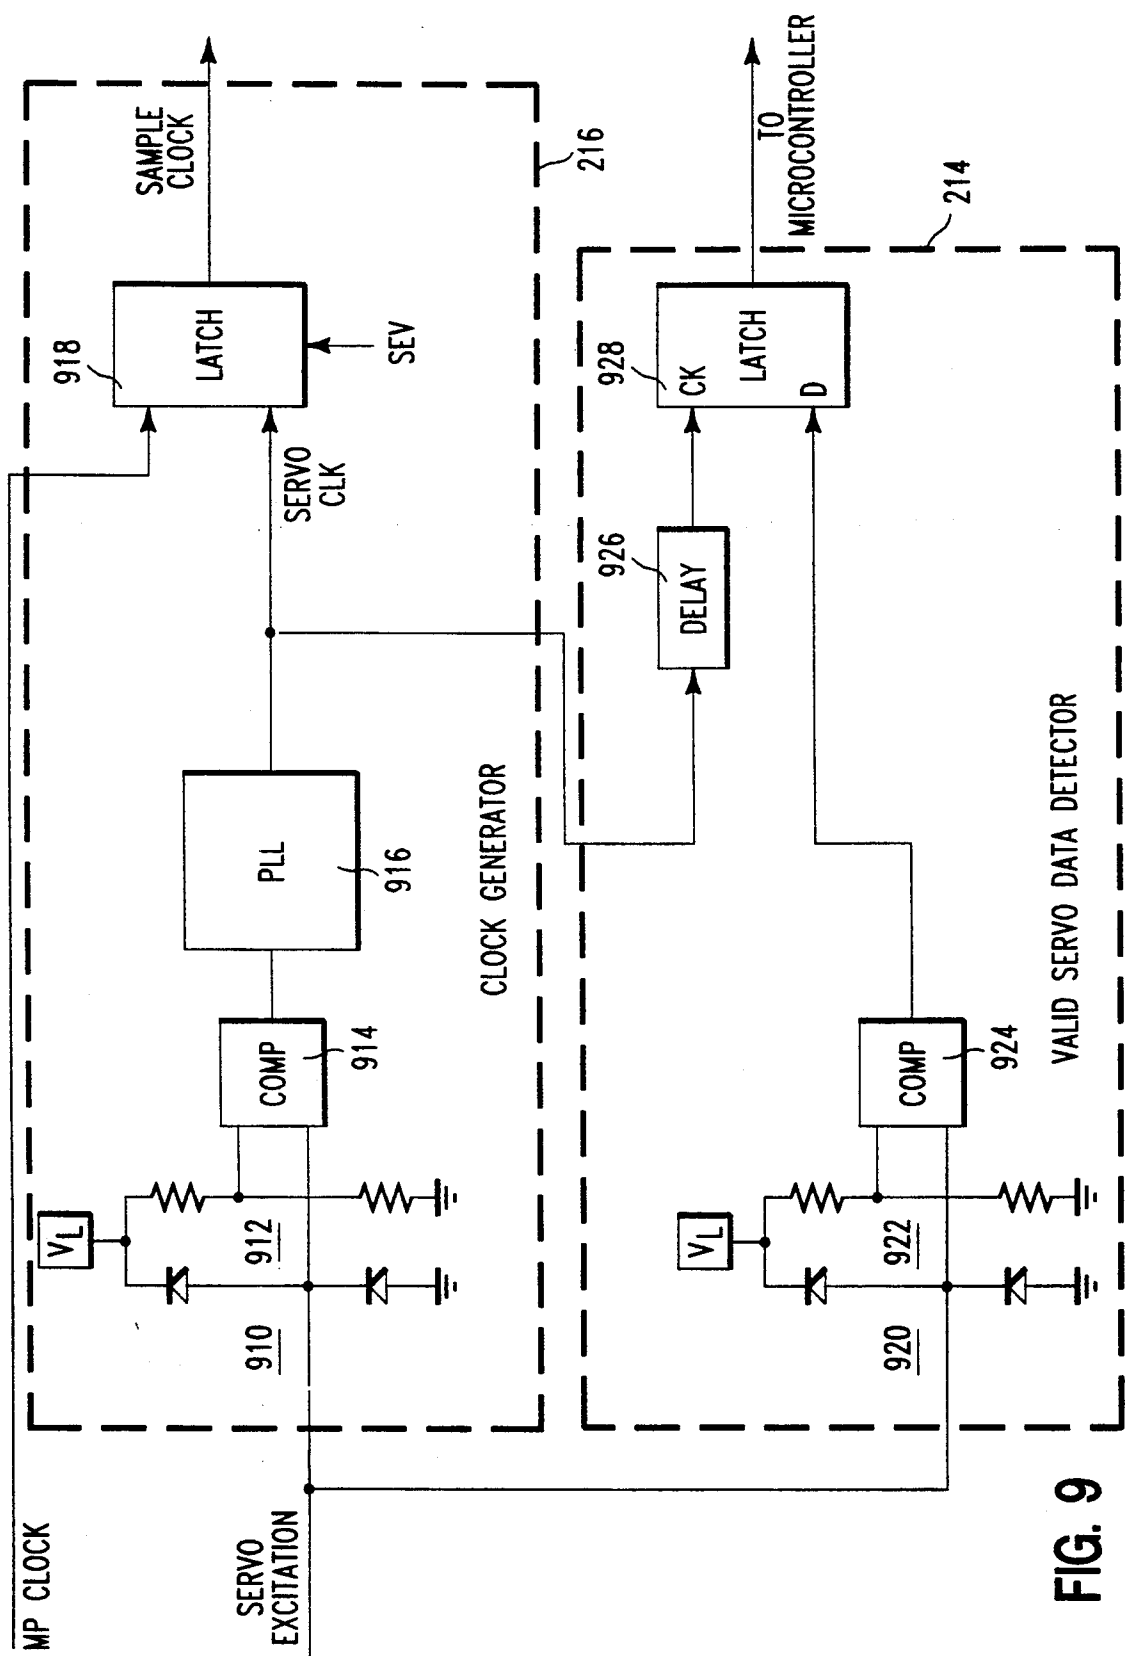 MP CLOCK
SERVO
EXCITATION
910
912
VL
COMP
914
PLL
916
CLOCK GENERATOR
SERVO
CLK
918
LATCH
SEV
SAMPLE
CLOCK
216
920
922
VL
COMP
924
VALID SERVO DATA DETECTOR
926
DELAY
928
CK
LATCH
D
TO
MICROCONTROLLER
214
FIG. 9